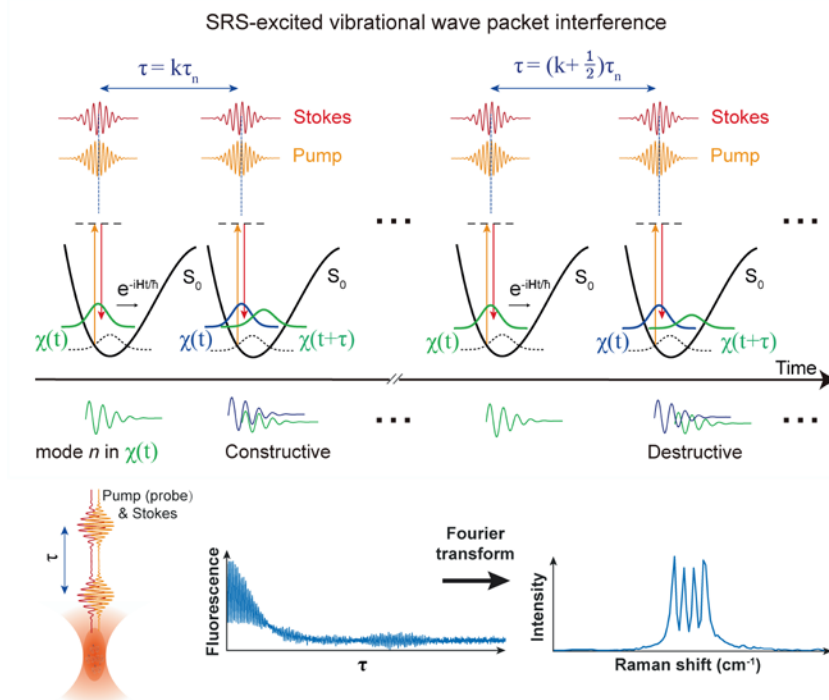 SRS-excited vibrational wave packet interference
τ = kτₙ
τ = (k + 1/2)τₙ
Stokes
Pump
Stokes
Pump
...
...
e⁻ⁱᴴᵗ/ℏ
S₀
S₀
e⁻ⁱᴴᵗ/ℏ
S₀
S₀
χ(t)
χ(t)
χ(t+τ)
χ(t)
χ(t)
χ(t+τ)
Time
...
...
mode n in χ(t)
Constructive
Destructive
Pump (probe)
& Stokes
τ
Fluorescence
τ
Fourier
transform
Intensity
Raman shift (cm⁻¹)